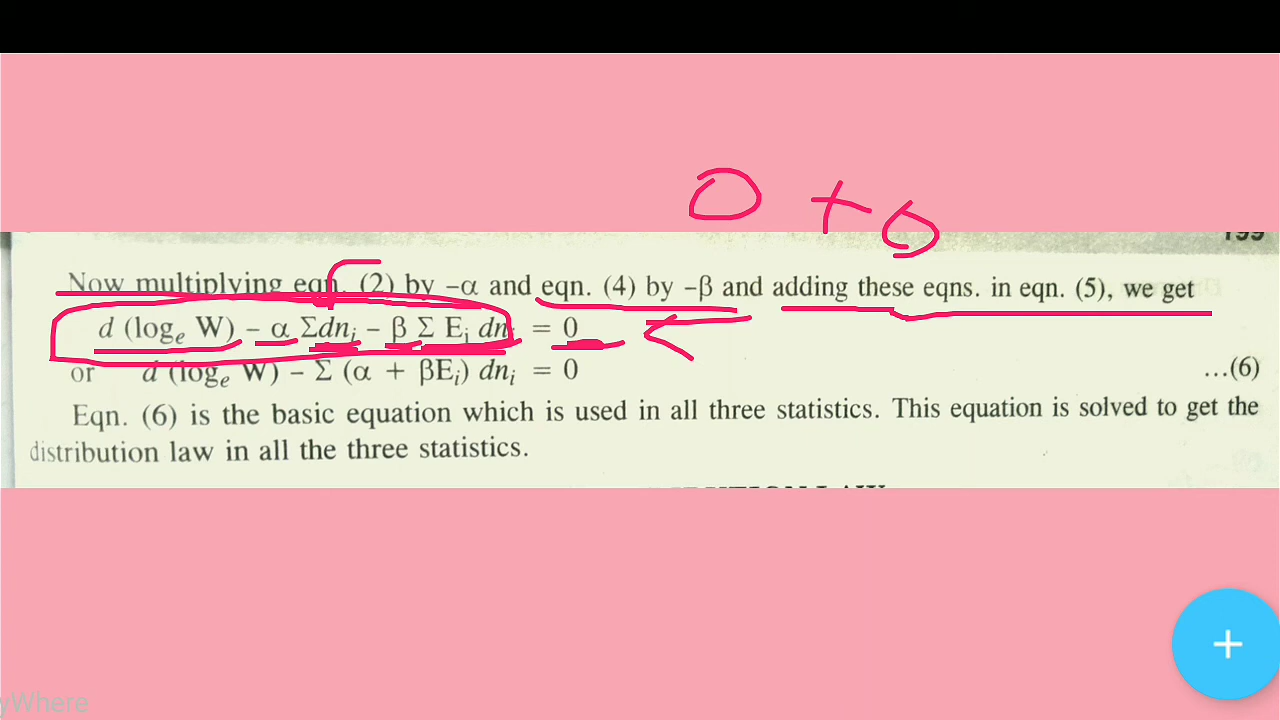 0 + 0
199
Now multiplying eqn. (2) by −α and eqn. (4) by −β and adding these eqns. in eqn. (5), we get
d (logₑ W) − α Σdnᵢ − β Σ Eᵢ dnᵢ = 0
or d (logₑ W) − Σ (α + βEᵢ) dnᵢ = 0 ...(6)
Eqn. (6) is the basic equation which is used in all three statistics. This equation is solved to get the
distribution law in all the three statistics.
+
yWhere